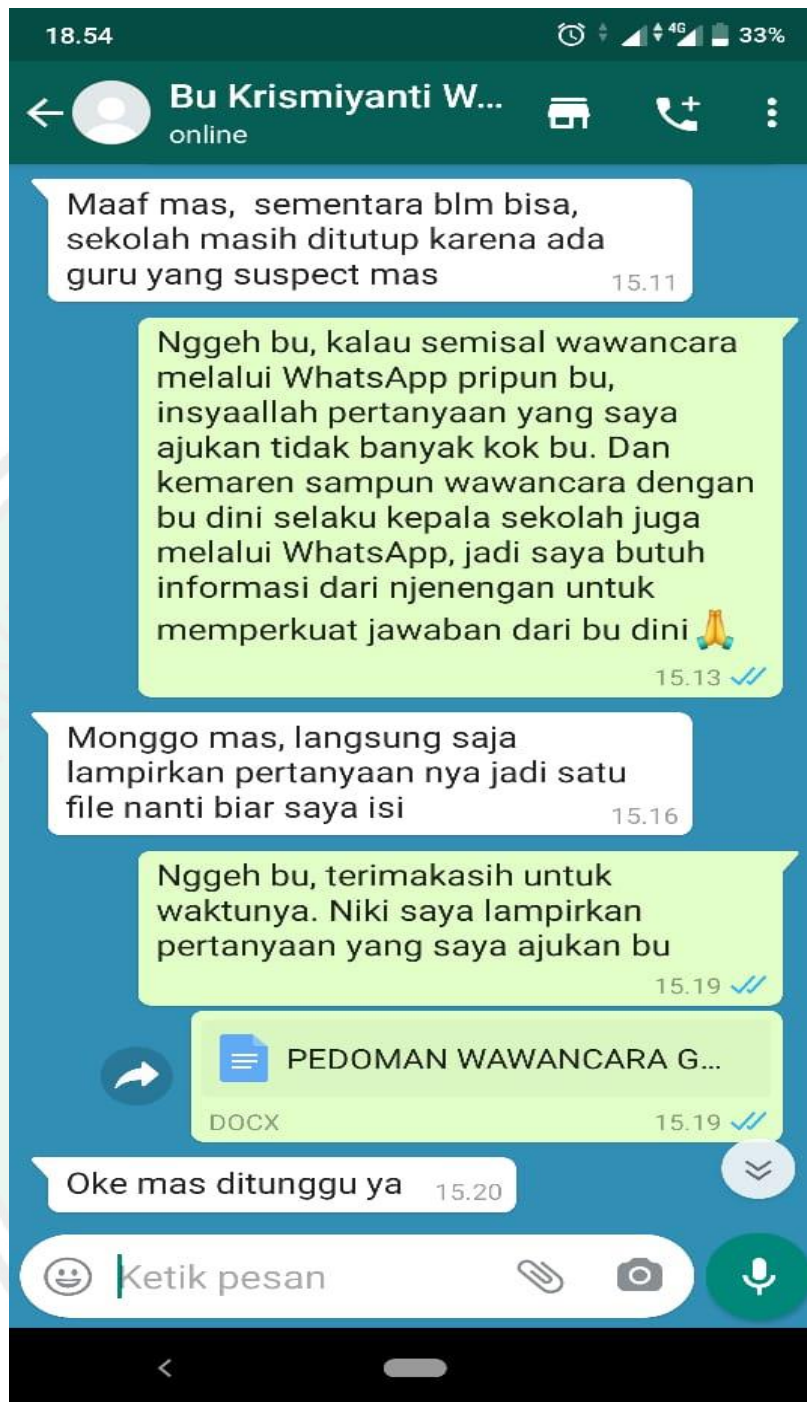 18.54
4G 33%
Bu Krismiyanti W...
online
Maaf mas, sementara blm bisa,
sekolah masih ditutup karena ada
guru yang suspect mas
15.11
Nggeh bu, kalau semisal wawancara
melalui WhatsApp pripun bu,
insyaallah pertanyaan yang saya
ajukan tidak banyak kok bu. Dan
kemaren sampun wawancara dengan
bu dini selaku kepala sekolah juga
melalui WhatsApp, jadi saya butuh
informasi dari njenengan untuk
memperkuat jawaban dari bu dini🙏
15.13
Monggo mas, langsung saja
lampirkan pertanyaan nya jadi satu
file nanti biar saya isi
15.16
Nggeh bu, terimakasih untuk
waktunya. Niki saya lampirkan
pertanyaan yang saya ajukan bu
15.19
PEDOMAN WAWANCARA G...
DOCX 15.19
Oke mas ditunggu ya 15.20
Ketik pesan